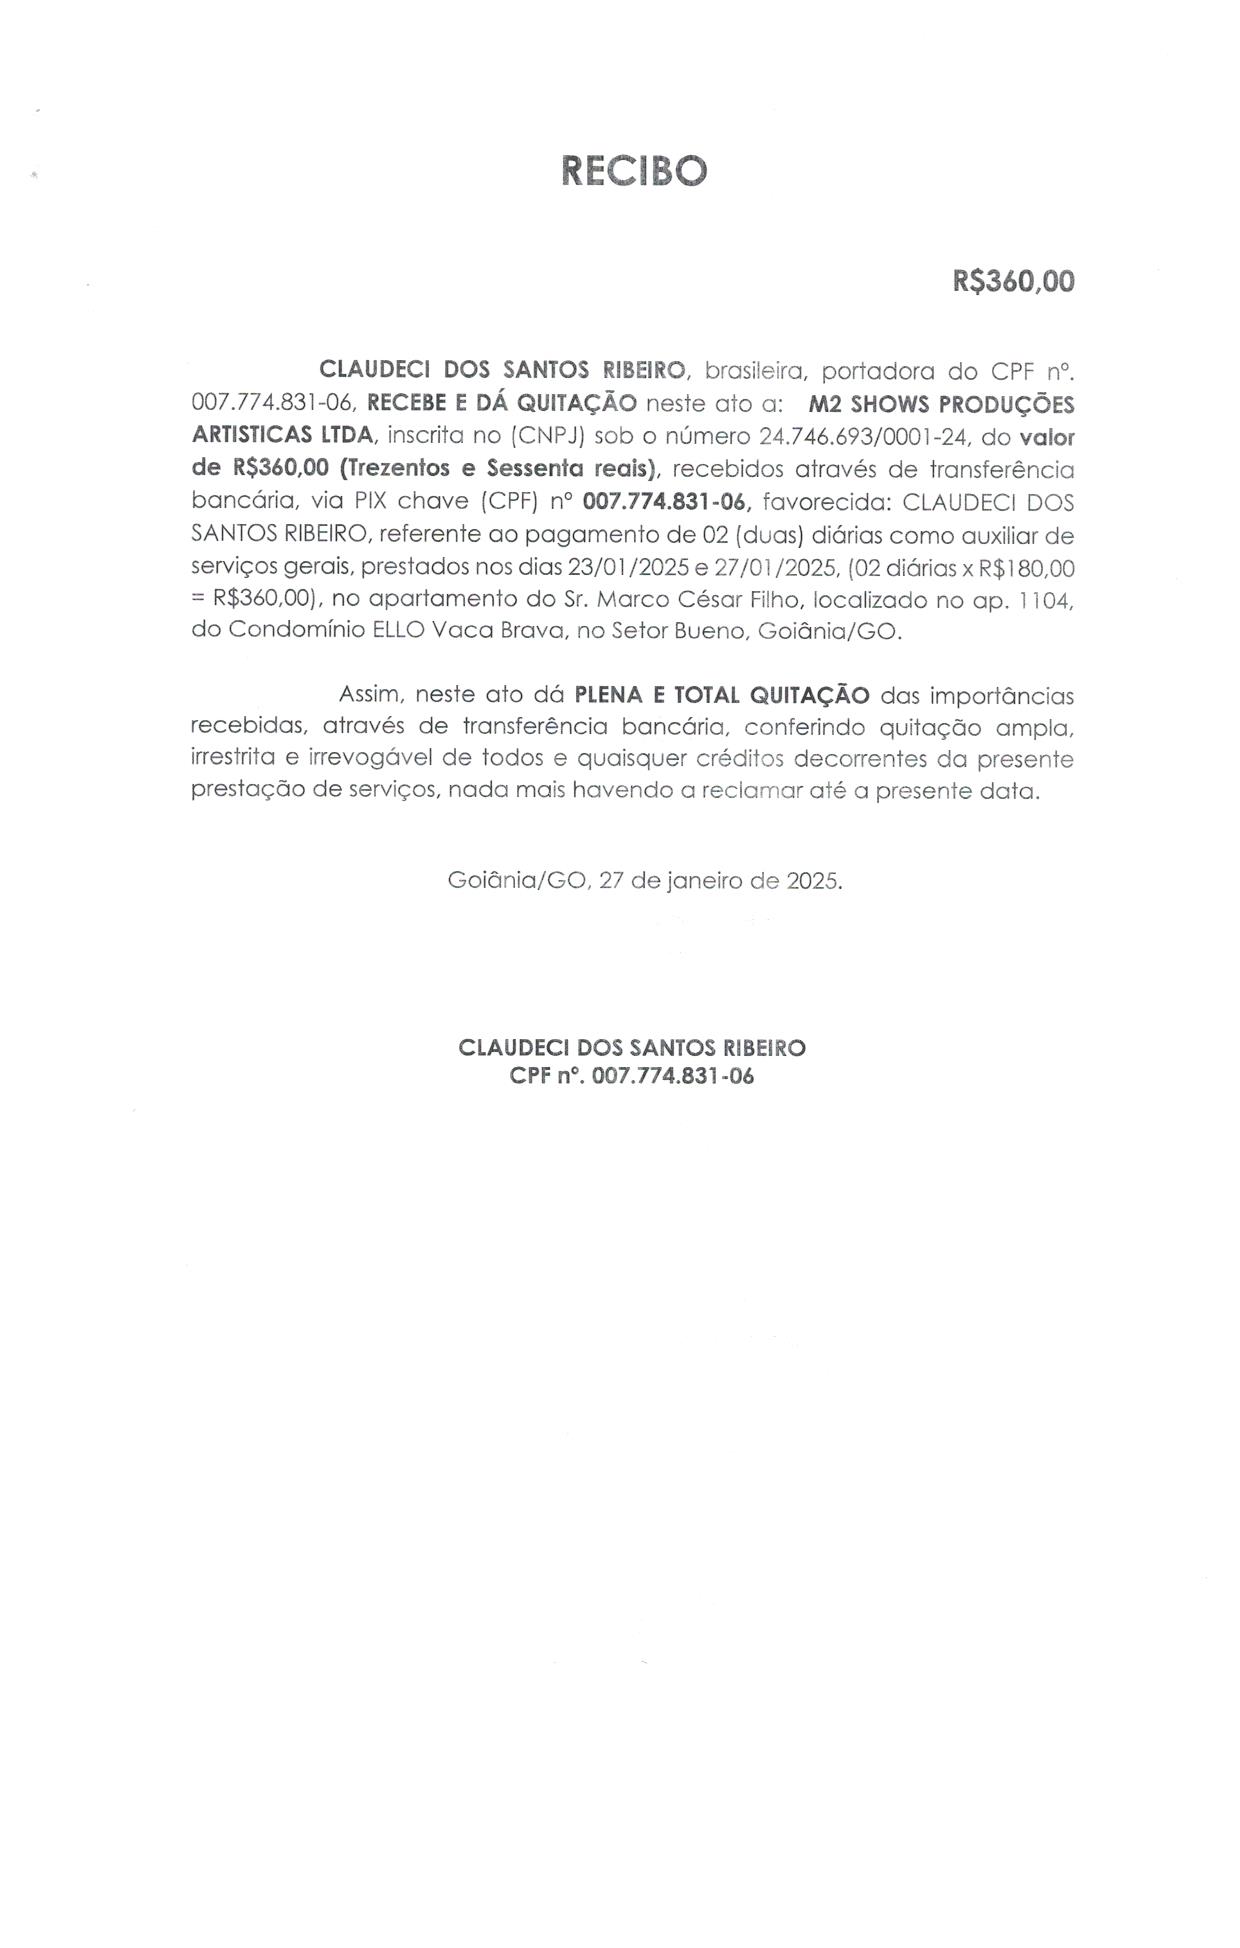 RECIBO
R$360,00
CLAUDECI DOS SANTOS RIBEIRO, brasileira, portadora do CPF nº.
007.774.831-06, RECEBE E DÁ QUITAÇÃO neste ato a: M2 SHOWS PRODUÇÕES
ARTISTICAS LTDA, inscrita no (CNPJ) sob o número 24.746.693/0001-24, do valor
de R$360,00 (Trezentos e Sessenta reais), recebidos através de transferência
bancária, via PIX chave (CPF) nº 007.774.831-06, favorecida: CLAUDECI DOS
SANTOS RIBEIRO, referente ao pagamento de 02 (duas) diárias como auxiliar de
serviços gerais, prestados nos dias 23/01/2025 e 27/01/2025, (02 diárias x R$180,00
= R$360,00), no apartamento do Sr. Marco César Filho, localizado no ap. 1104,
do Condomínio ELLO Vaca Brava, no Setor Bueno, Goiânia/GO.
Assim, neste ato dá PLENA E TOTAL QUITAÇÃO das importâncias
recebidas, através de transferência bancária, conferindo quitação ampla,
irrestrita e irrevogável de todos e quaisquer créditos decorrentes da presente
prestação de serviços, nada mais havendo a reclamar até a presente data.
Goiânia/GO, 27 de janeiro de 2025.
CLAUDECI DOS SANTOS RIBEIRO
CPF nº. 007.774.831-06